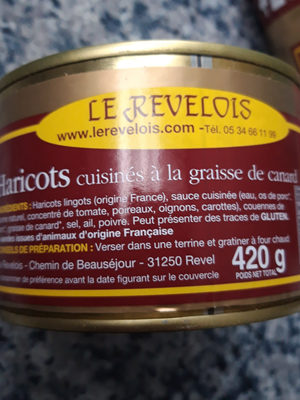 LE REVELOIS
www.lerevelois.com -Tél. 05 34 66 11 99
Haricots cuisinés à la graisse de canard
: Haricots lingots (origine France), sauce cuisinée (eau, os de porc*,
naturel, concentré de tomate, poireaux, oignons, carottes), couennes de
graisse de canard*, sel, ail, poivre. Peut présenter des traces de GLUTEN.
issues d'animaux d'origine Française
DE PRÉPARATION : Verser dans une terrine et gratiner à four chaud
Revelois - Chemin de Beauséjour - 31250 Revel
de préférence avant la date figurant sur le couvercle
420 g
POIDS NET TOTAL